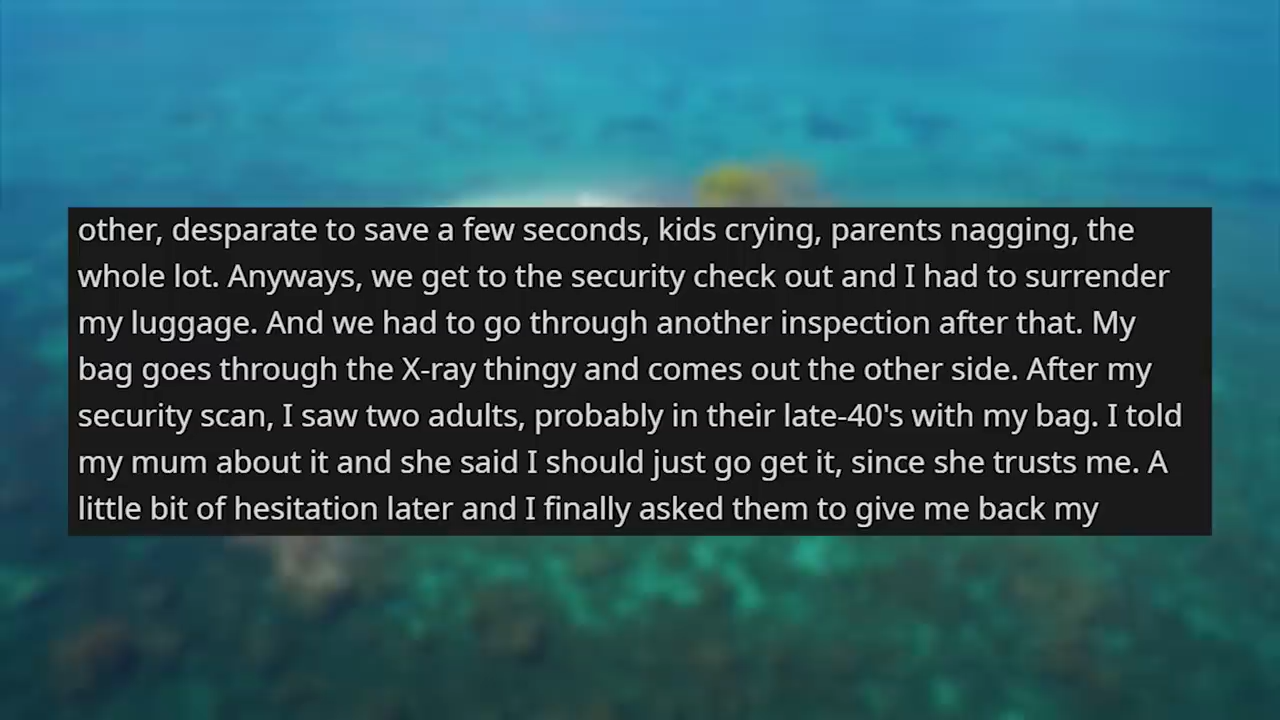 other, desparate to save a few seconds, kids crying, parents nagging, the
whole lot. Anyways, we get to the security check out and I had to surrender
my luggage. And we had to go through another inspection after that. My
bag goes through the X-ray thingy and comes out the other side. After my
security scan, I saw two adults, probably in their late-40's with my bag. I told
my mum about it and she said I should just go get it, since she trusts me. A
little bit of hesitation later and I finally asked them to give me back my